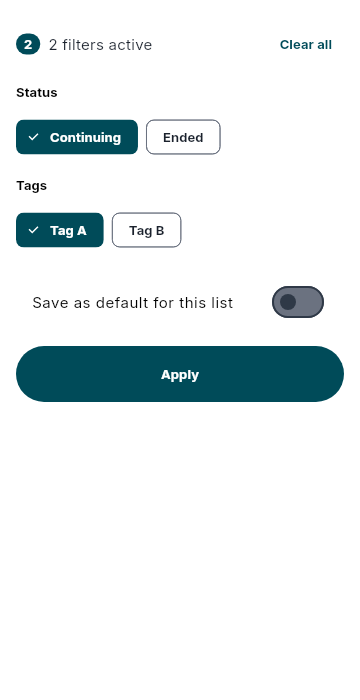 2 2 filters active Clear all
Status
Continuing Ended
Tags
Tag A Tag B
Save as default for this list
Apply